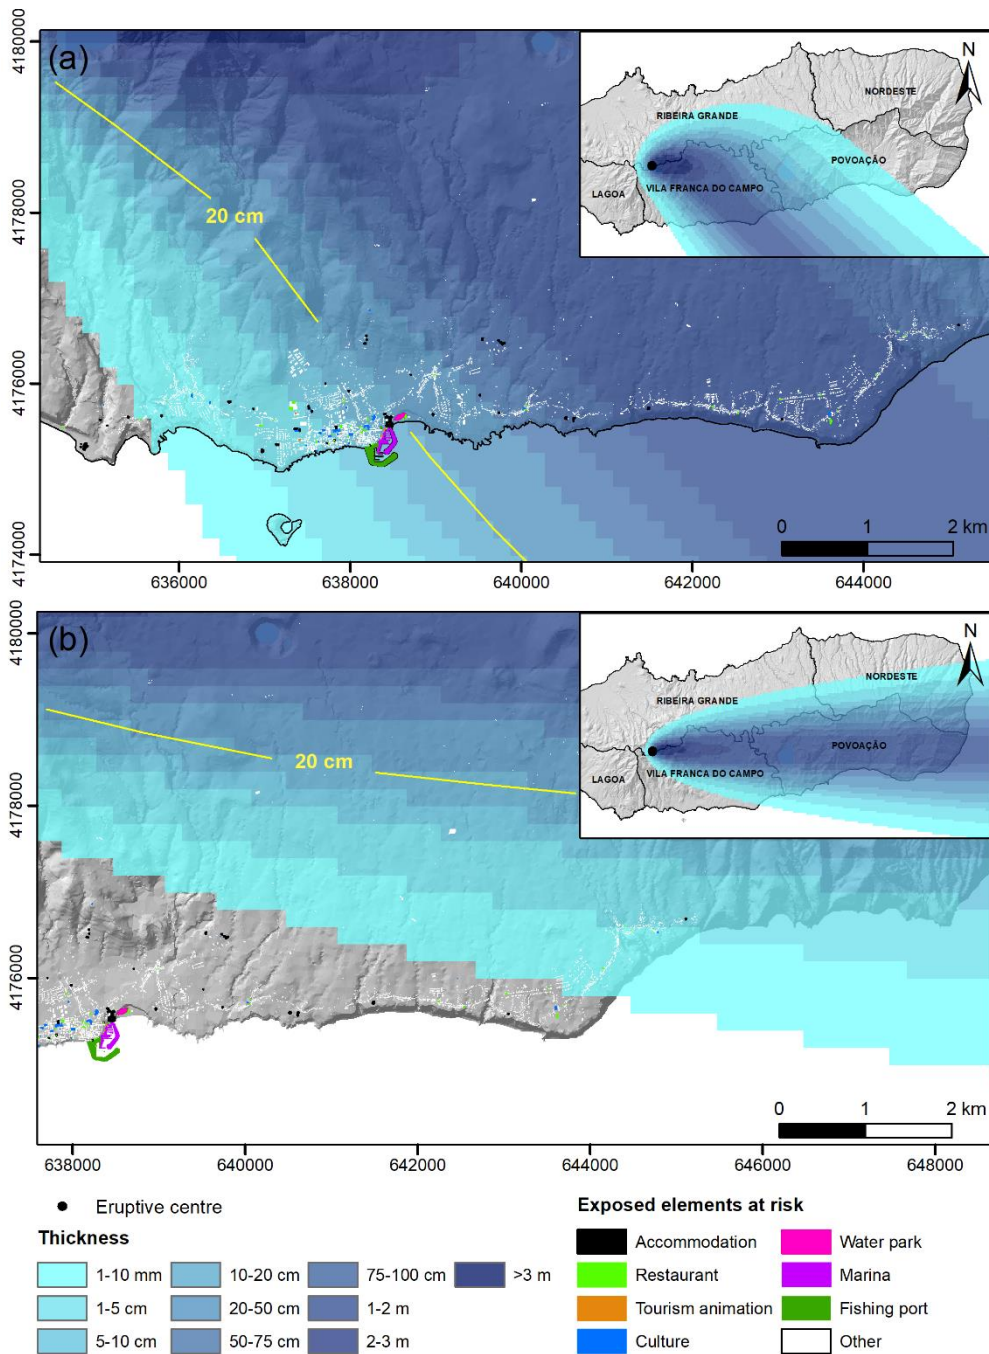 (a)
4180000
4178000
4176000
4174000
20 cm
N
NORDESTE
RIBEIRA GRANDE
POVOAÇÃO
LAGOA
VILA FRANCA DO CAMPO
0 1 2 km
636000 638000 640000 642000 644000
(b)
4180000
4178000
4176000
20 cm
N
NORDESTE
RIBEIRA GRANDE
POVOAÇÃO
LAGOA
VILA FRANCA DO CAMPO
0 1 2 km
638000 640000 642000 644000 646000 648000
Eruptive centre
Thickness
1-10 mm
1-5 cm
5-10 cm
10-20 cm
20-50 cm
50-75 cm
75-100 cm
1-2 m
2-3 m
>3 m
Exposed elements at risk
Accommodation
Restaurant
Tourism animation
Culture
Water park
Marina
Fishing port
Other